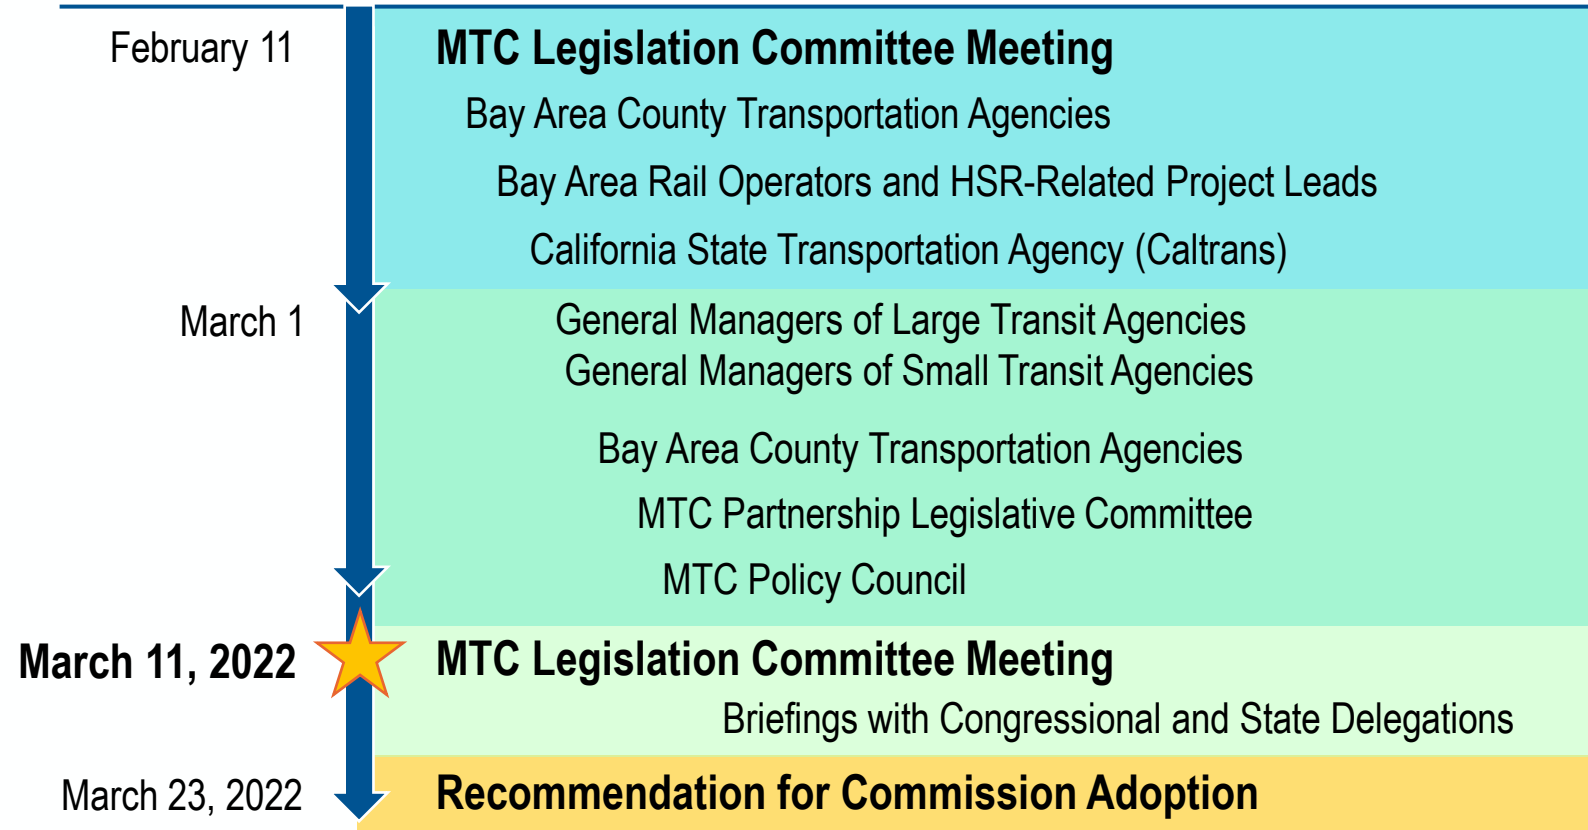 February 11
MTC Legislation Committee Meeting
Bay Area County Transportation Agencies
Bay Area Rail Operators and HSR-Related Project Leads
California State Transportation Agency (Caltrans)
March 1
General Managers of Large Transit Agencies
General Managers of Small Transit Agencies
Bay Area County Transportation Agencies
MTC Partnership Legislative Committee
MTC Policy Council
March 11, 2022
MTC Legislation Committee Meeting
Briefings with Congressional and State Delegations
March 23, 2022
Recommendation for Commission Adoption